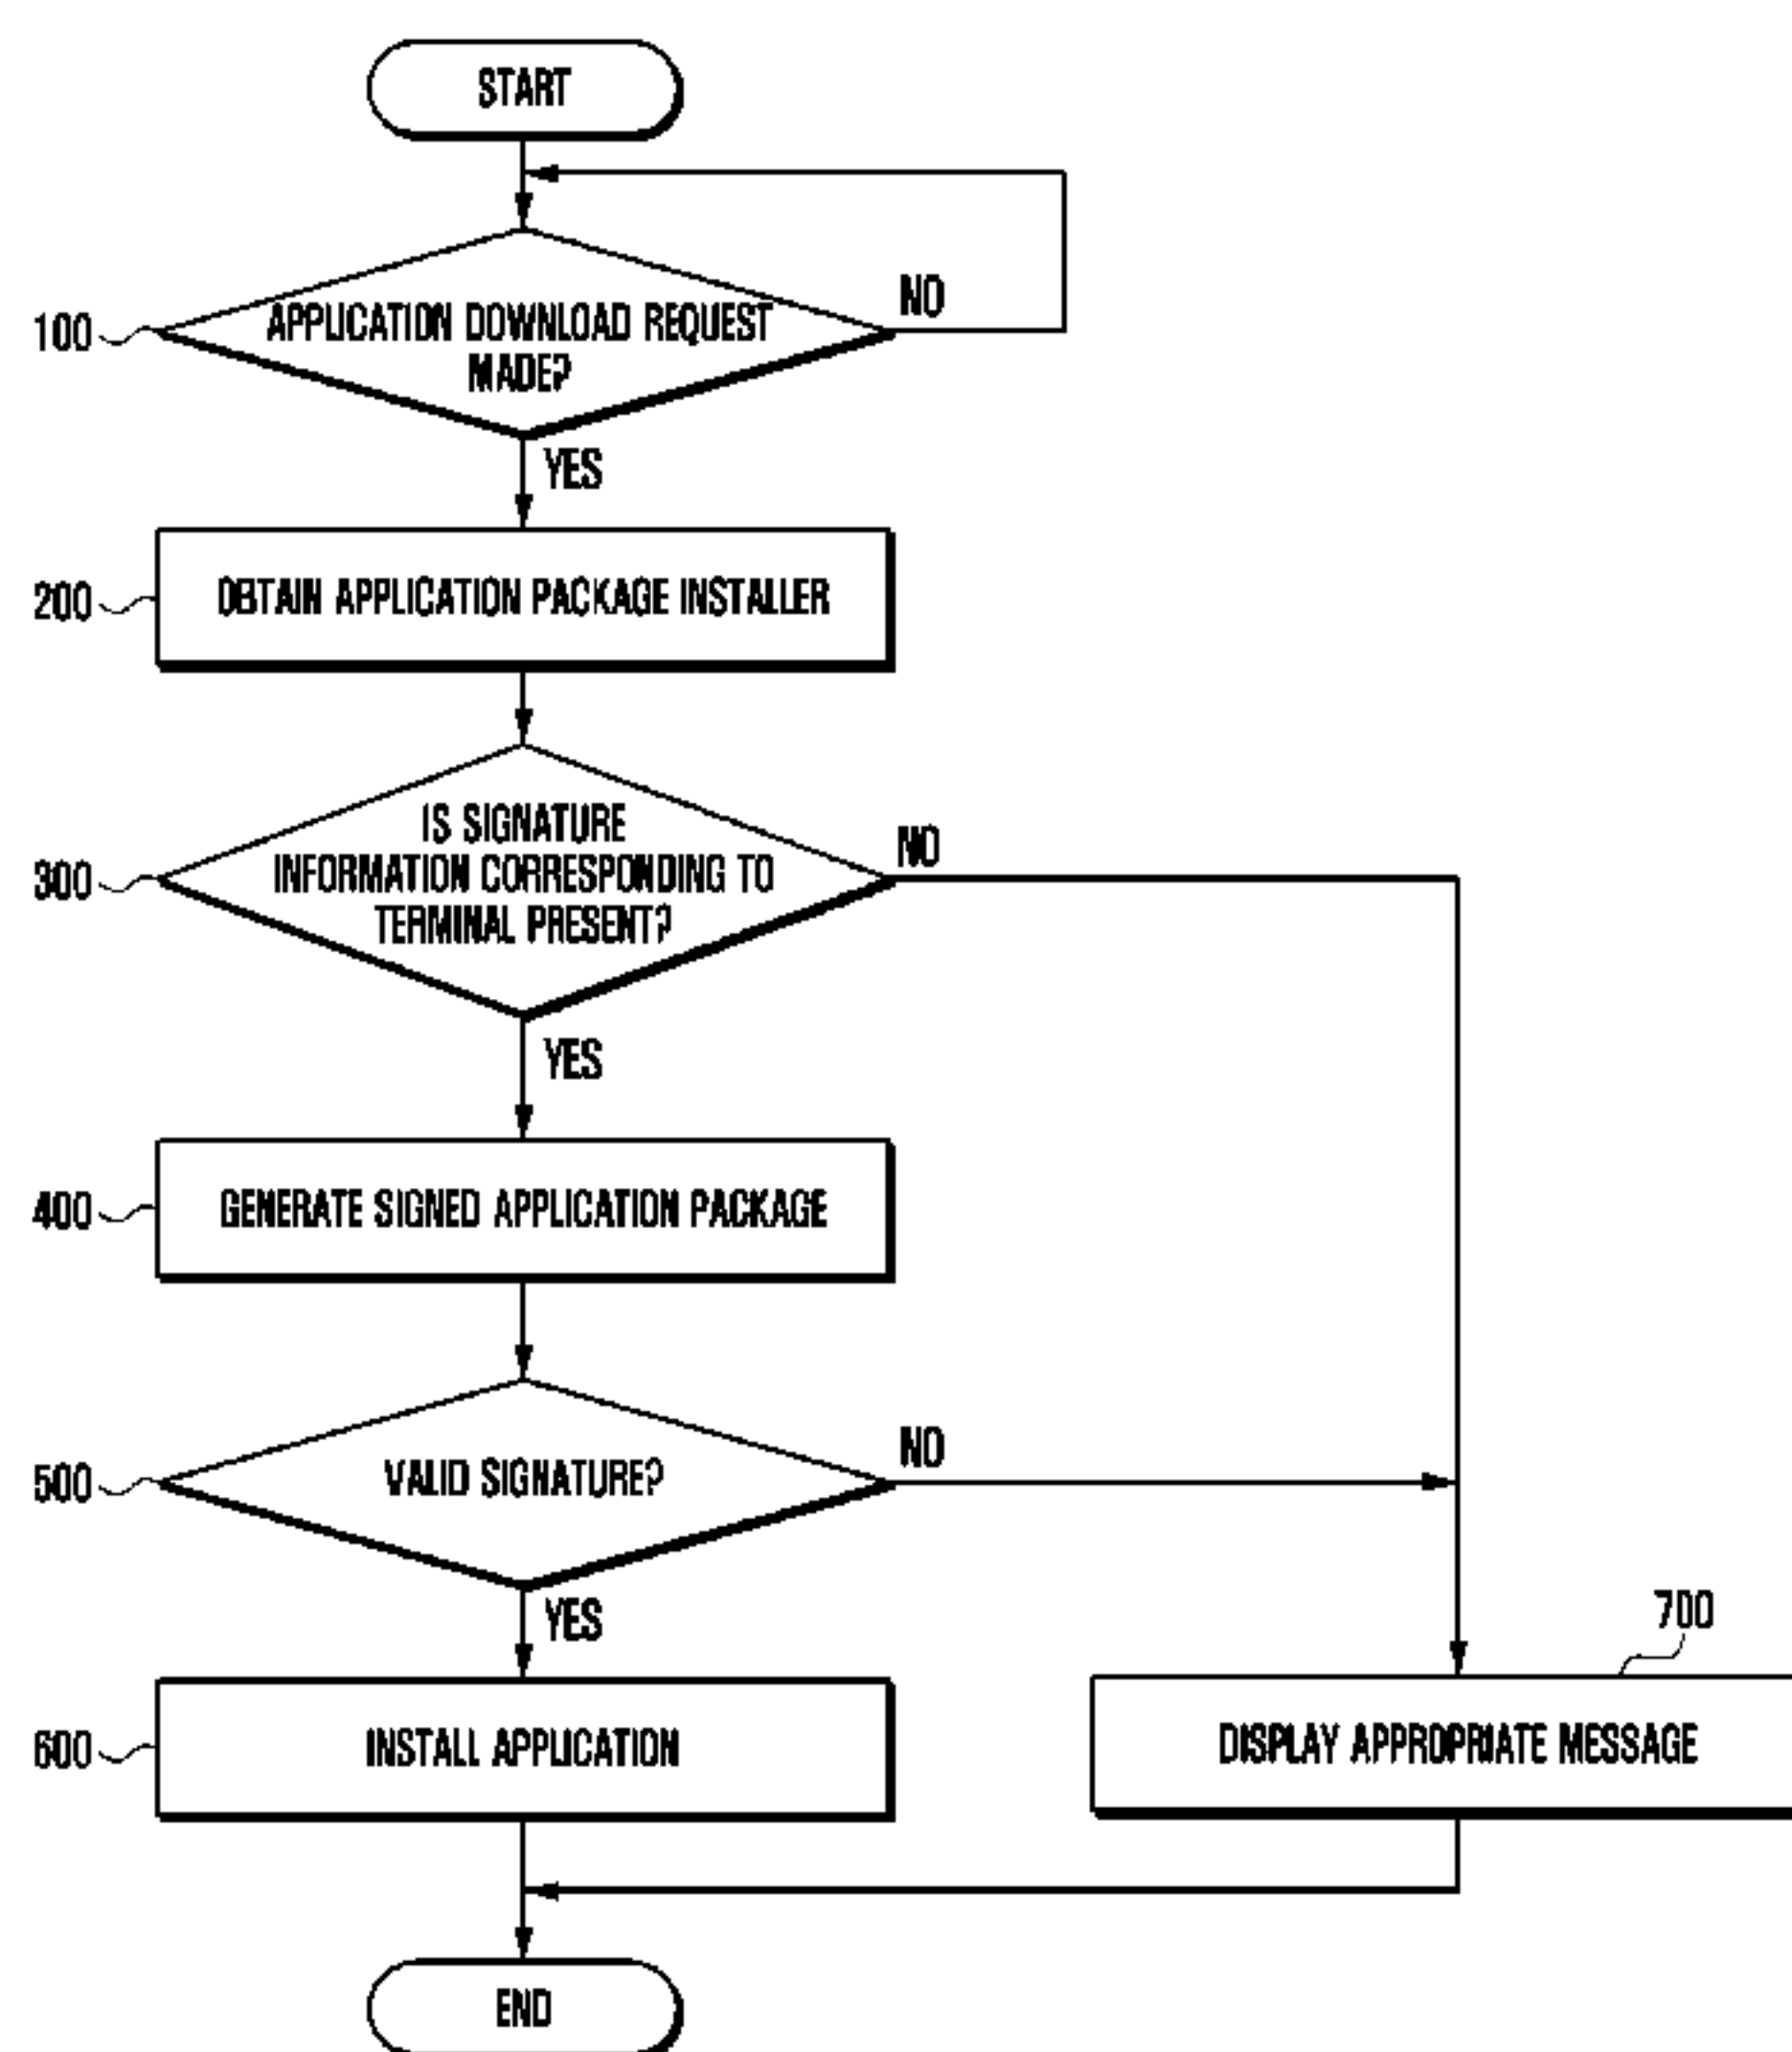 START
100
APPLICATION DOWNLOAD REQUEST
MADE?
NO
YES
200
OBTAIN APPLICATION PACKAGE INSTALLER
300
IS SIGNATURE
INFORMATION CORRESPONDING TO
TERMINAL PRESENT?
NO
YES
400
GENERATE SIGNED APPLICATION PACKAGE
500
VALID SIGNATURE?
NO
YES
600
INSTALL APPLICATION
700
DISPLAY APPROPRIATE MESSAGE
END